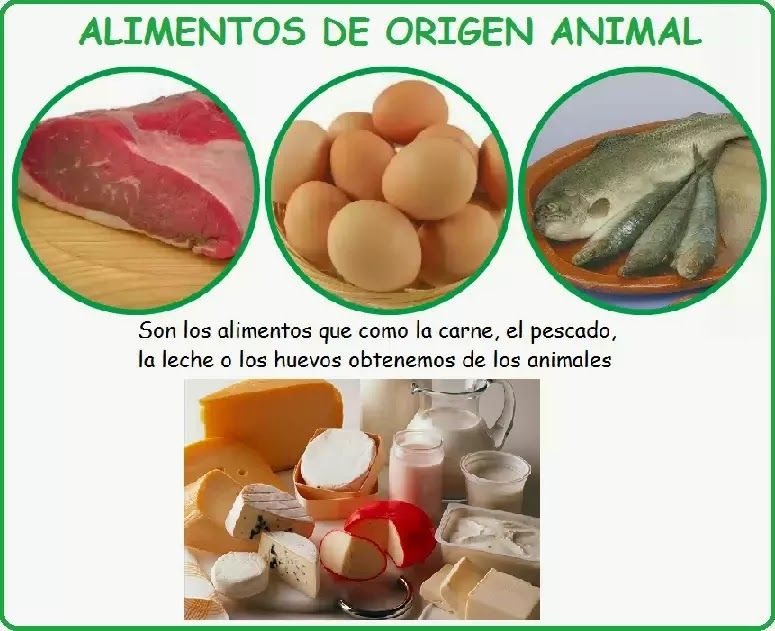 ALIMENTOS DE ORIGEN ANIMAL
Son los alimentos que como la carne, el pescado,
la leche o los huevos obtenemos de los animales